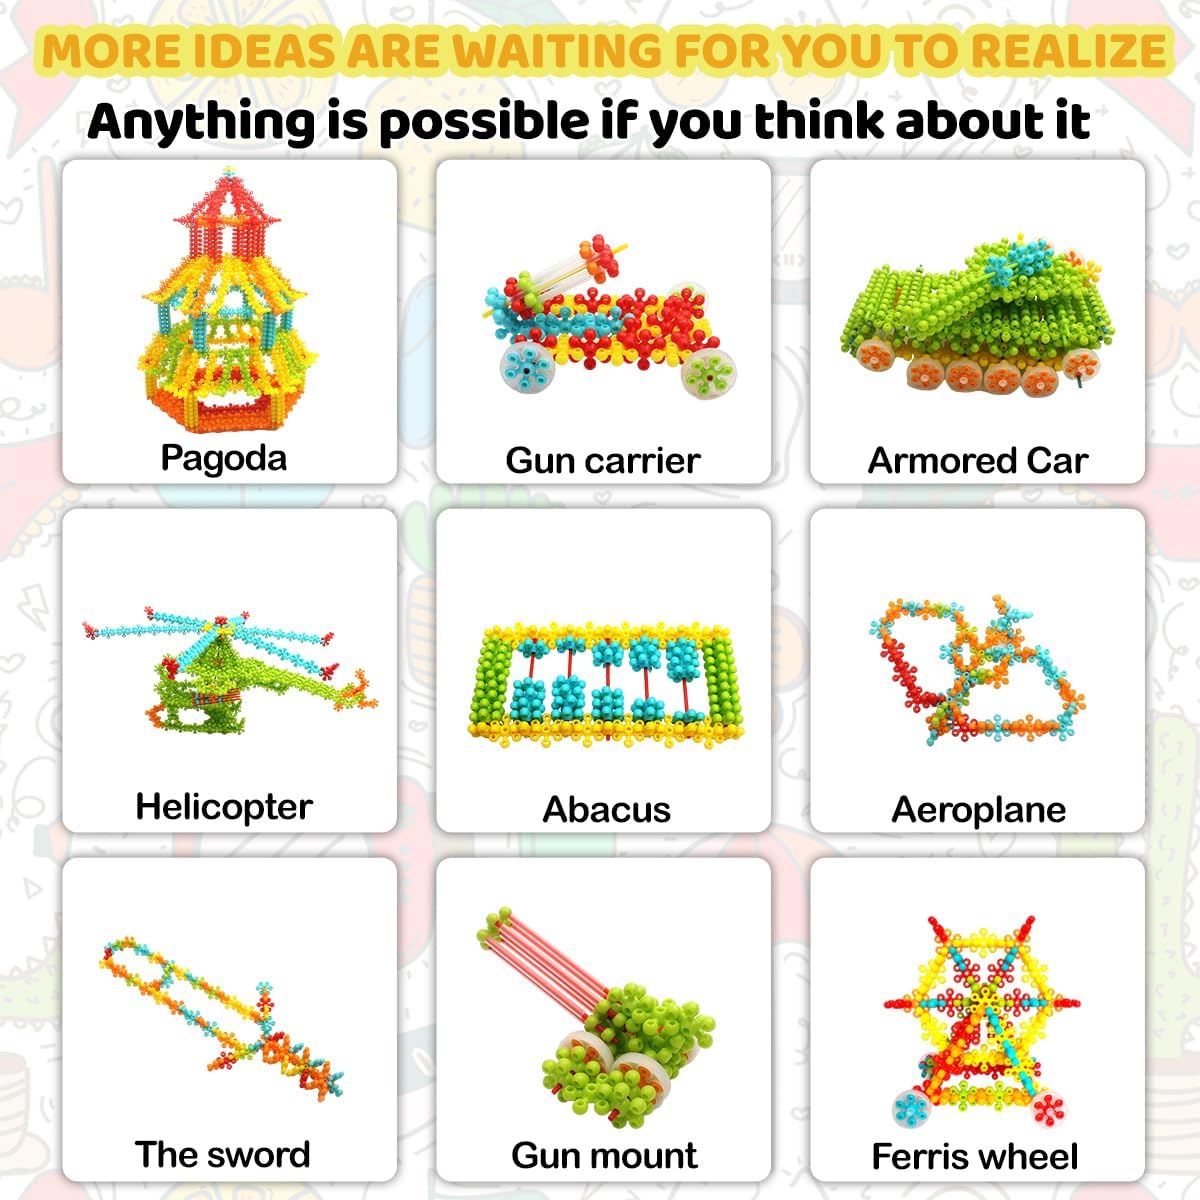 MORE IDEAS ARE WAITING FOR YOU TO REALIZE
Anything is possible if you think about it
Pagoda
Gun carrier
Armored Car
Helicopter
Abacus
Aeroplane
The sword
Gun mount
Ferris wheel